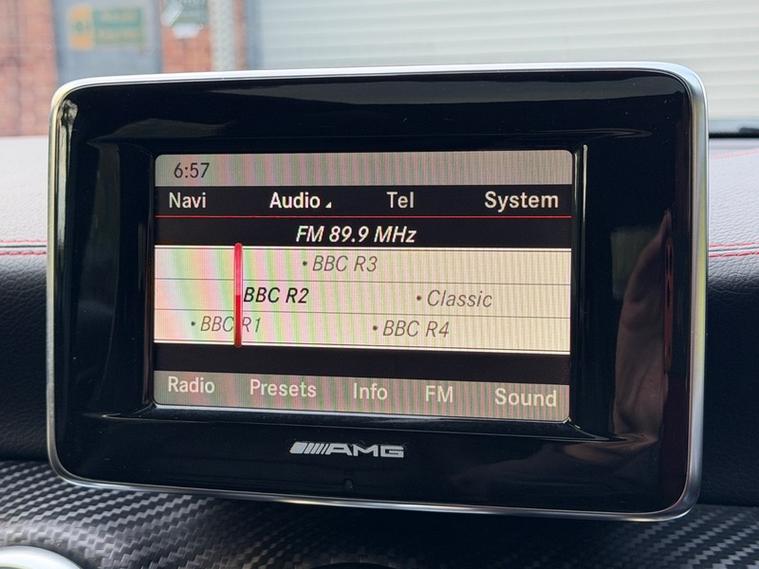 6:57
Navi Audio Tel System
FM 89.9 MHz
• BBC R3
BBC R2 • Classic
• BBC R1 • BBC R4
Radio Presets Info FM Sound
AMG